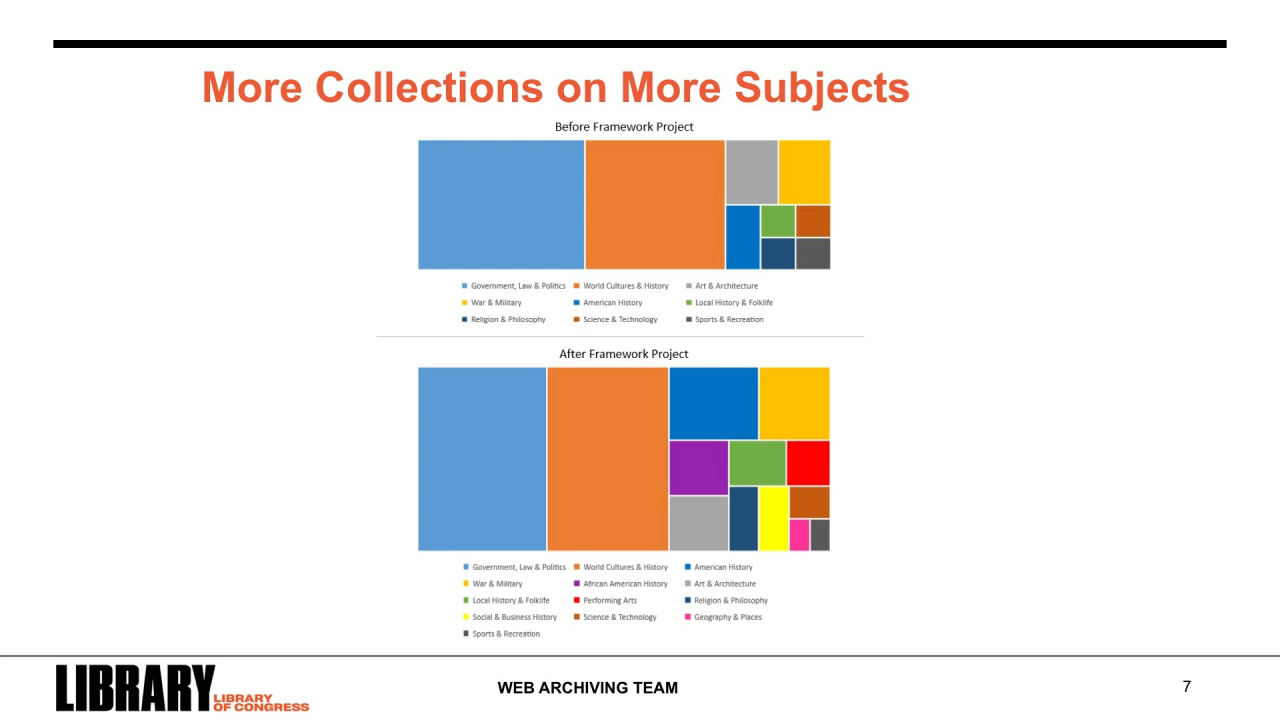 More Collections on More Subjects
Before Framework Project
Government, Law & Politics World Cultures & History Art & Architecture
War & Military American History Local History & Folklife
Religion & Philosophy Science & Technology Sports & Recreation
After Framework Project
Government, Law & Politics World Cultures & History American History
War & Military African American History Art & Architecture
Local History & Folklife Performing Arts Religion & Philosophy
Social & Business History Science & Technology Geography & Places
Sports & Recreation
LIBRARY
LIBRARY
OF CONGRESS
WEB ARCHIVING TEAM
7